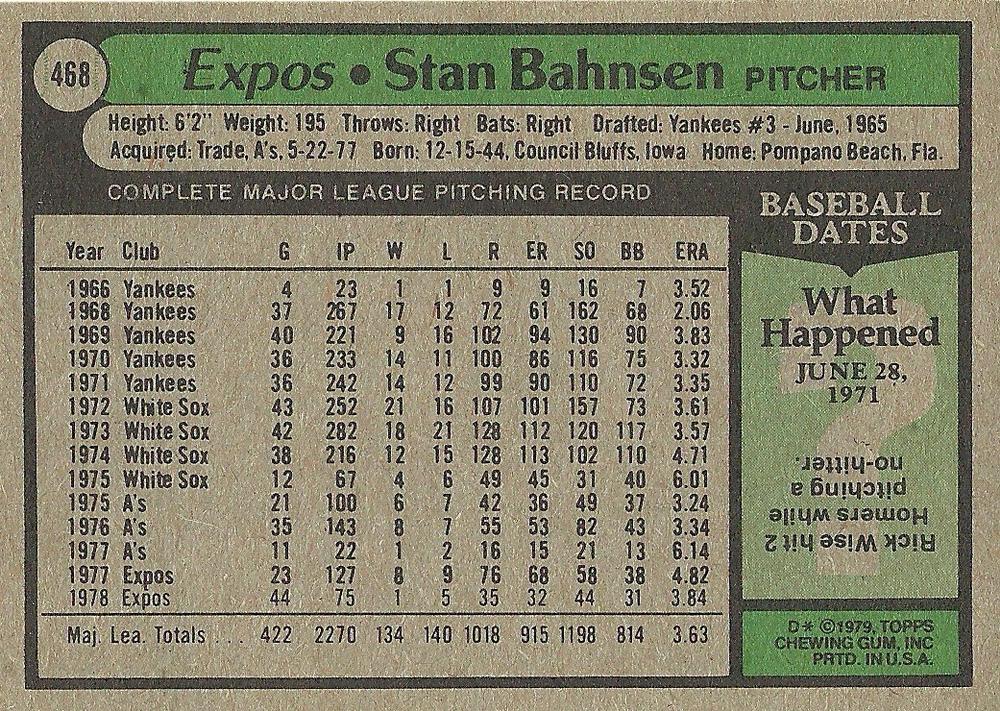 468
Expos • Stan Bahnsen PITCHER
Height: 6'2" Weight: 195 Throws: Right Bats: Right Drafted: Yankees #3 - June, 1965
Acquired: Trade, A's, 5-22-77 Born: 12-15-44, Council Bluffs, Iowa Home: Pompano Beach, Fla.
COMPLETE MAJOR LEAGUE PITCHING RECORD
Year Club G IP W L R ER SO BB ERA
1966 Yankees 4 23 1 1 9 9 16 7 3.52
1968 Yankees 37 267 17 12 72 61 162 68 2.06
1969 Yankees 40 221 9 16 102 94 130 90 3.83
1970 Yankees 36 233 14 11 100 86 116 75 3.32
1971 Yankees 36 242 14 12 99 90 110 72 3.35
1972 White Sox 43 252 21 16 107 101 157 73 3.61
1973 White Sox 42 282 18 21 128 112 120 117 3.57
1974 White Sox 38 216 12 15 128 113 102 110 4.71
1975 White Sox 12 67 4 6 49 45 31 40 6.01
1975 A's 21 100 6 7 42 36 49 37 3.24
1976 A's 35 143 8 7 55 53 82 43 3.34
1977 A's 11 22 1 2 16 15 21 13 6.14
1977 Expos 23 127 8 9 76 68 58 38 4.82
1978 Expos 44 75 1 5 35 32 44 31 3.84
Maj. Lea. Totals ... 422 2270 134 140 1018 915 1198 814 3.63
BASEBALL
DATES
What
Happened
JUNE 28,
1971
Rick Wise hit 2
Homers while
pitching a
no-hitter.
D* ©1979, TOPPS
CHEWING GUM, INC
PRTD. IN U.S.A.